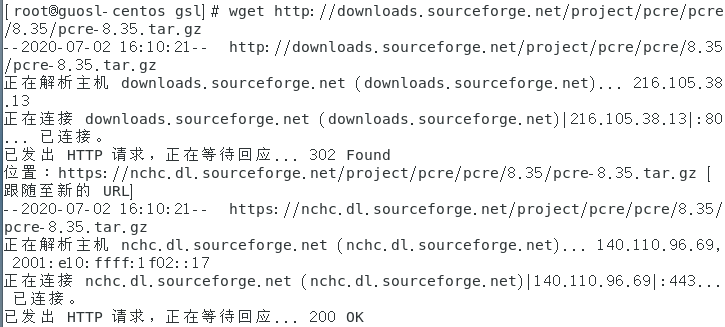 [root@guosl-centos gsl]# wget http://downloads.sourceforge.net/project/pcre/pcre
/8.35/pcre-8.35.tar.gz
--2020-07-02 16:10:21--  http://downloads.sourceforge.net/project/pcre/pcre/8.35
/pcre-8.35.tar.gz
正在解析主机 downloads.sourceforge.net (downloads.sourceforge.net)... 216.105.38
.13
正在连接 downloads.sourceforge.net (downloads.sourceforge.net)|216.105.38.13|:80
... 已连接。
已发出 HTTP 请求，正在等待回应... 302 Found
位置：https://nchc.dl.sourceforge.net/project/pcre/pcre/8.35/pcre-8.35.tar.gz [
跟随至新的 URL]
--2020-07-02 16:10:21--  https://nchc.dl.sourceforge.net/project/pcre/pcre/8.35/
pcre-8.35.tar.gz
正在解析主机 nchc.dl.sourceforge.net (nchc.dl.sourceforge.net)... 140.110.96.69,
2001:e10:ffff:1f02::17
正在连接 nchc.dl.sourceforge.net (nchc.dl.sourceforge.net)|140.110.96.69|:443...
已连接。
已发出 HTTP 请求，正在等待回应... 200 OK